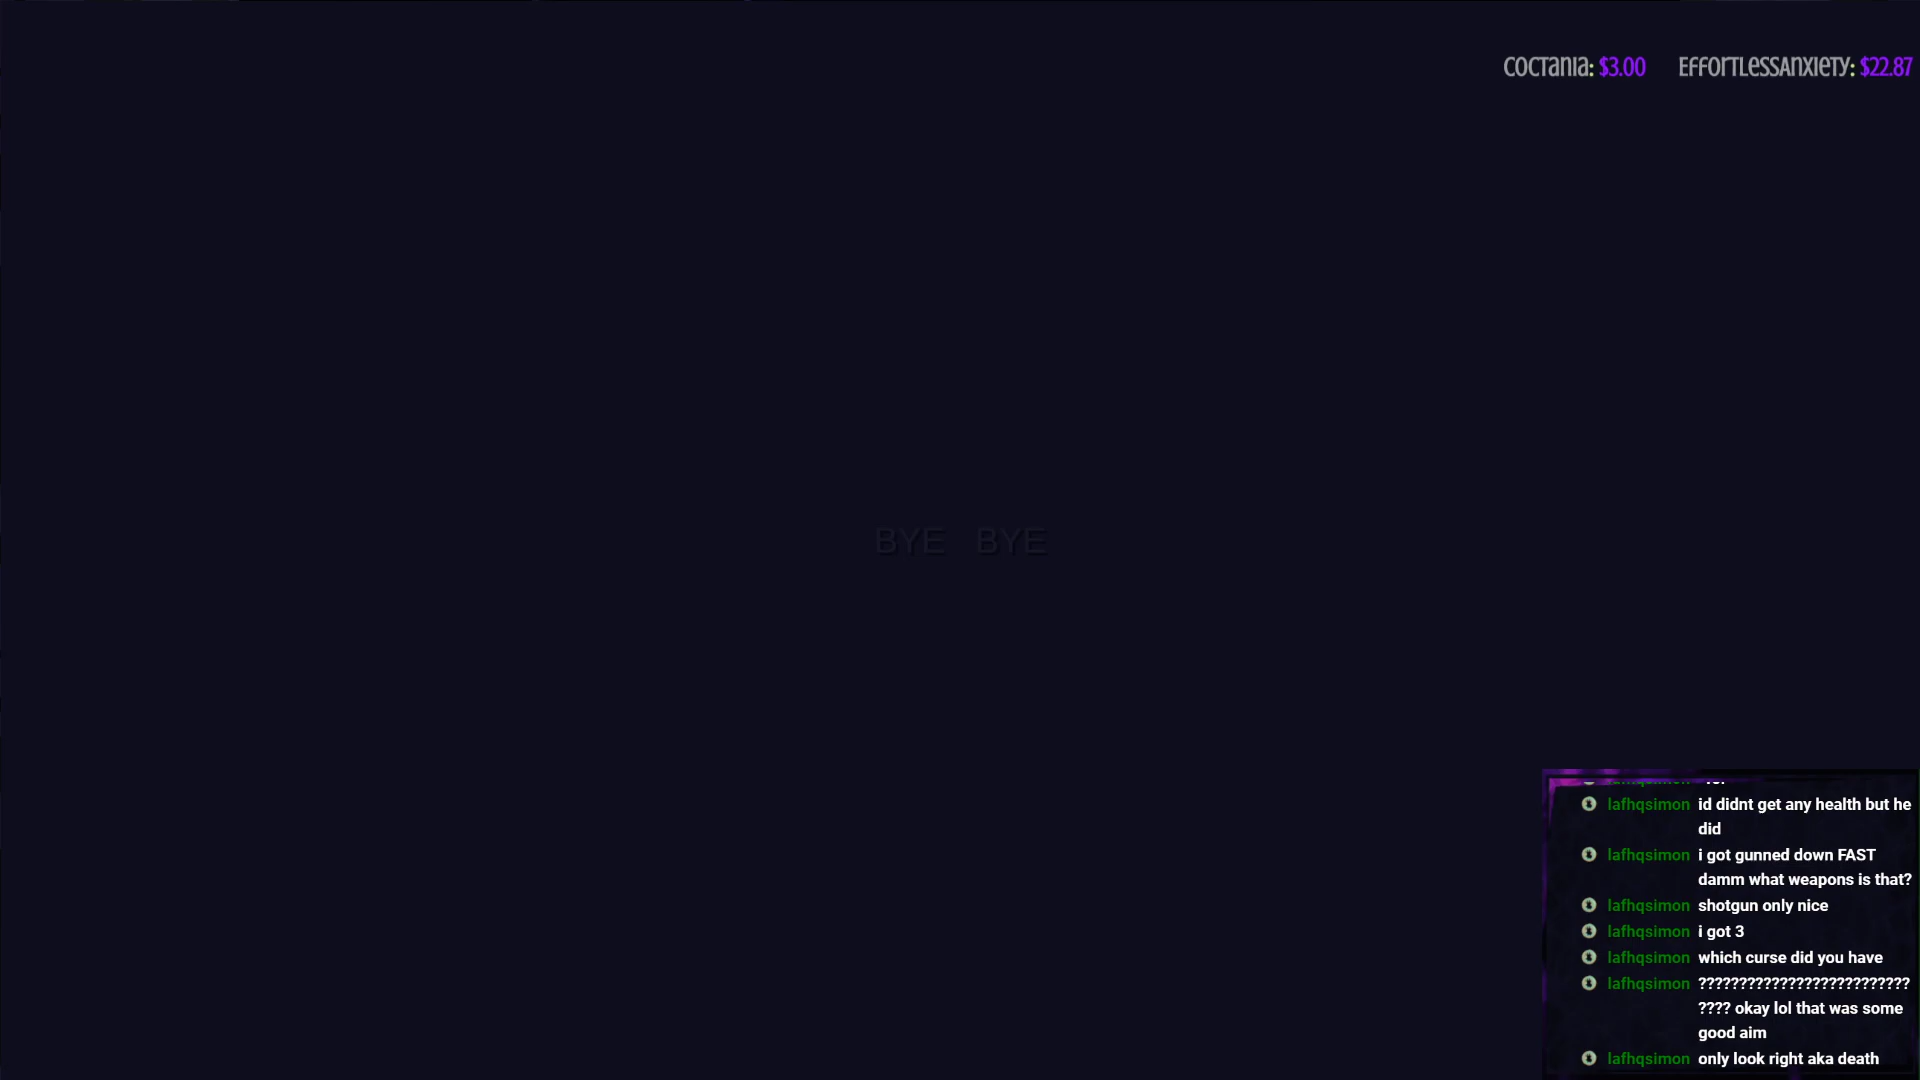 Coctania: $3.00 EffortlessAnxiety: $22.87
BYE BYE
lafhqsimon id didnt get any health but he
did
lafhqsimon i got gunned down FAST
damm what weapons is that?
lafhqsimon shotgun only nice
lafhqsimon i got 3
lafhqsimon which curse did you have
lafhqsimon ??????????????????????????
???? okay lol that was some
good aim
lafhqsimon only look right aka death